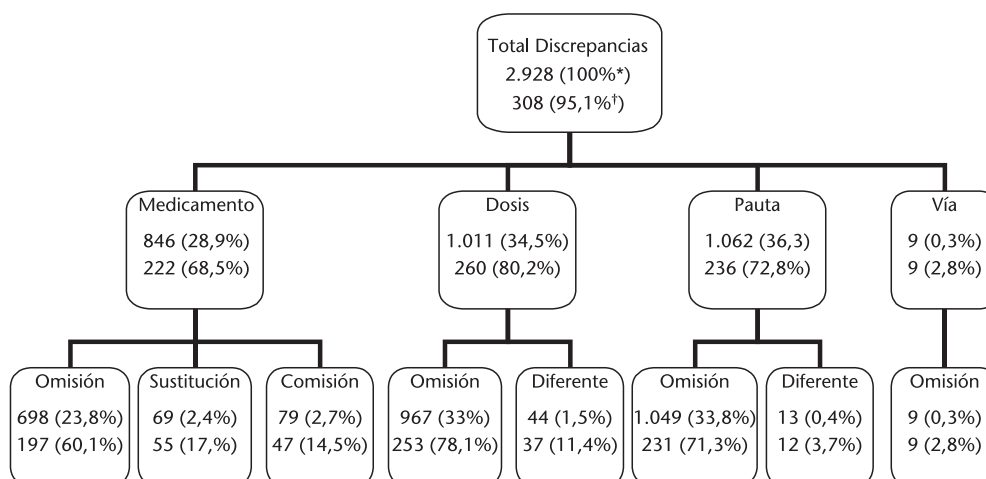 Total Discrepancias
2.928 (100%*)
308 (95,1%†)
Medicamento
846 (28,9%)
222 (68,5%)
Dosis
1.011 (34,5%)
260 (80,2%)
Pauta
1.062 (36,3)
236 (72,8%)
Vía
9 (0,3%)
9 (2,8%)
Omisión
698 (23,8%)
197 (60,1%)
Sustitución
69 (2,4%)
55 (17,%)
Comisión
79 (2,7%)
47 (14,5%)
Omisión
967 (33%)
253 (78,1%)
Diferente
44 (1,5%)
37 (11,4%)
Omisión
1.049 (33,8%)
231 (71,3%)
Diferente
13 (0,4%)
12 (3,7%)
Omisión
9 (0,3%)
9 (2,8%)